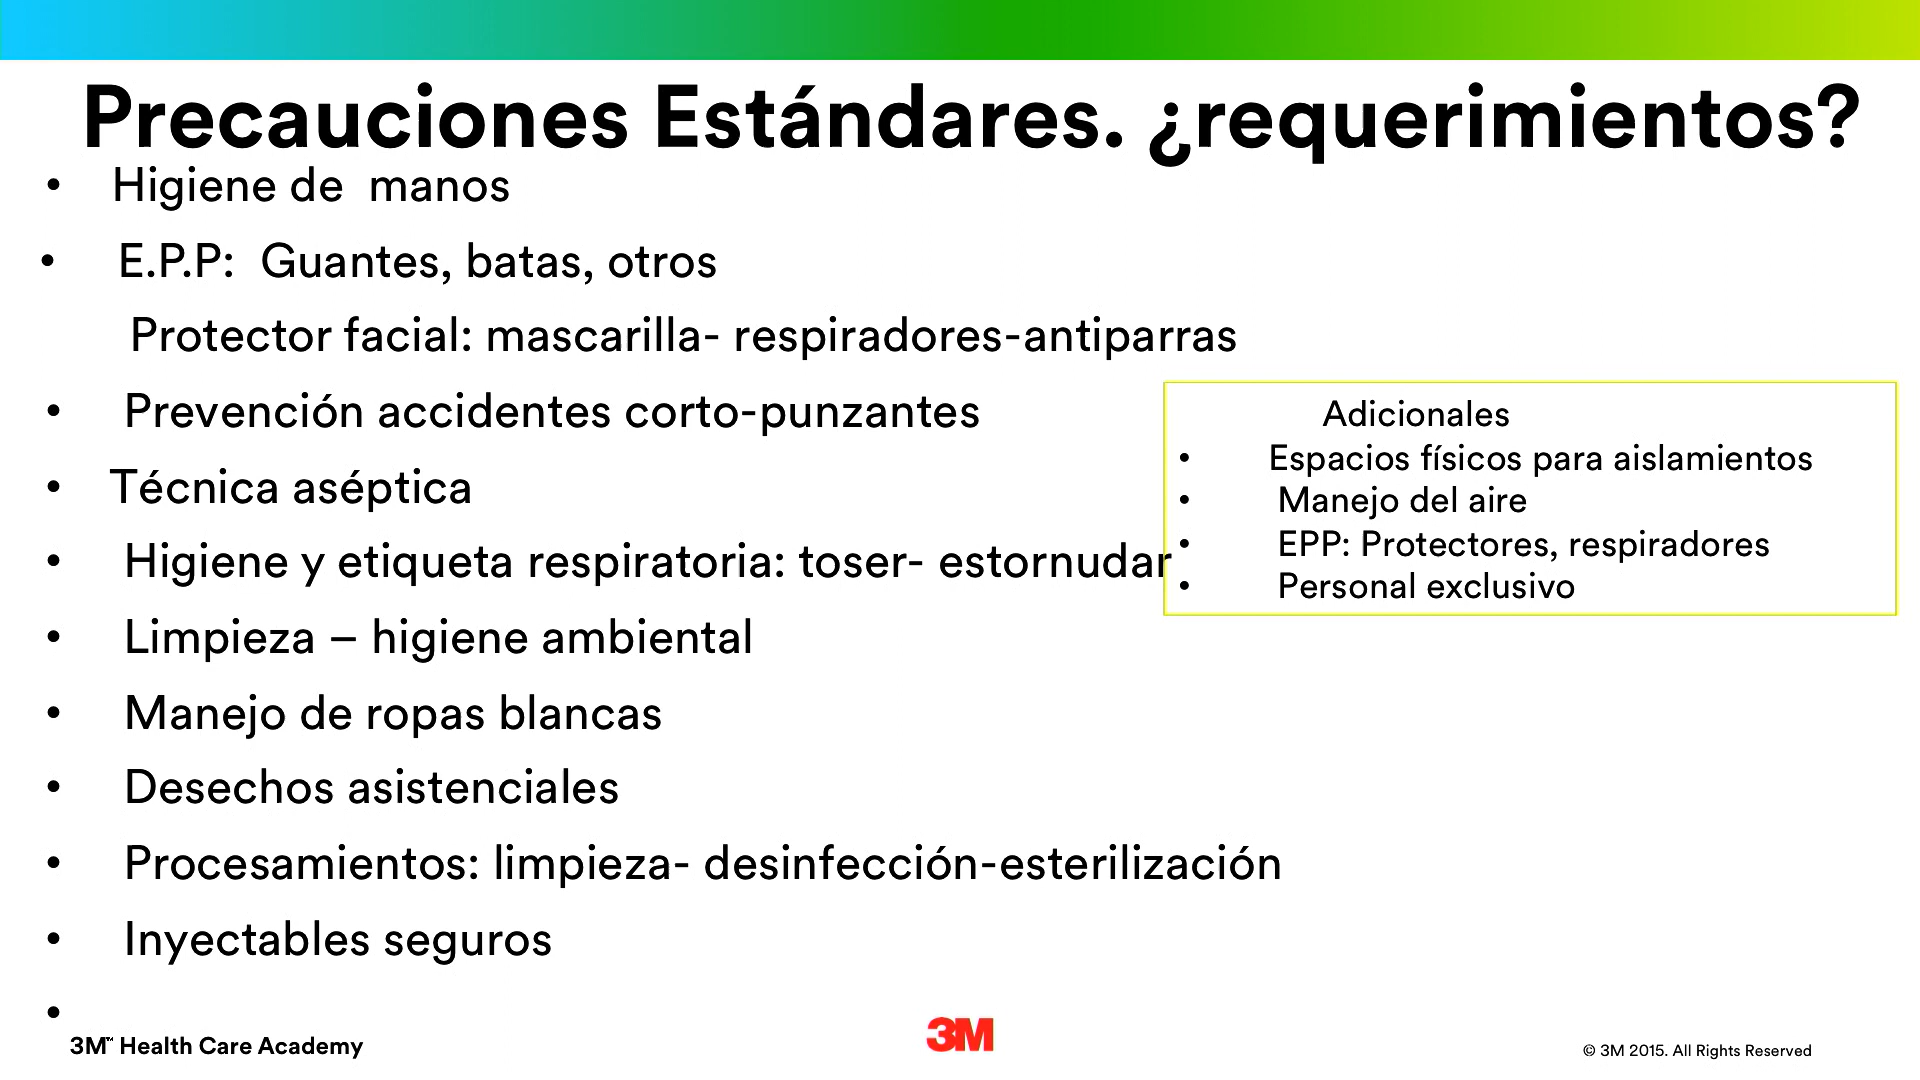 Precauciones Estándares. ¿requerimientos?
• Higiene de manos
• E.P.P: Guantes, batas, otros
Protector facial: mascarilla- respiradores-antiparras
• Prevención accidentes corto-punzantes
• Técnica aséptica
• Higiene y etiqueta respiratoria: toser- estornudar
• Limpieza – higiene ambiental
• Manejo de ropas blancas
• Desechos asistenciales
• Procesamientos: limpieza- desinfección-esterilización
• Inyectables seguros
•
Adicionales
• Espacios físicos para aislamientos
• Manejo del aire
• EPP: Protectores, respiradores
• Personal exclusivo
3M™ Health Care Academy
3M
© 3M 2015. All Rights Reserved